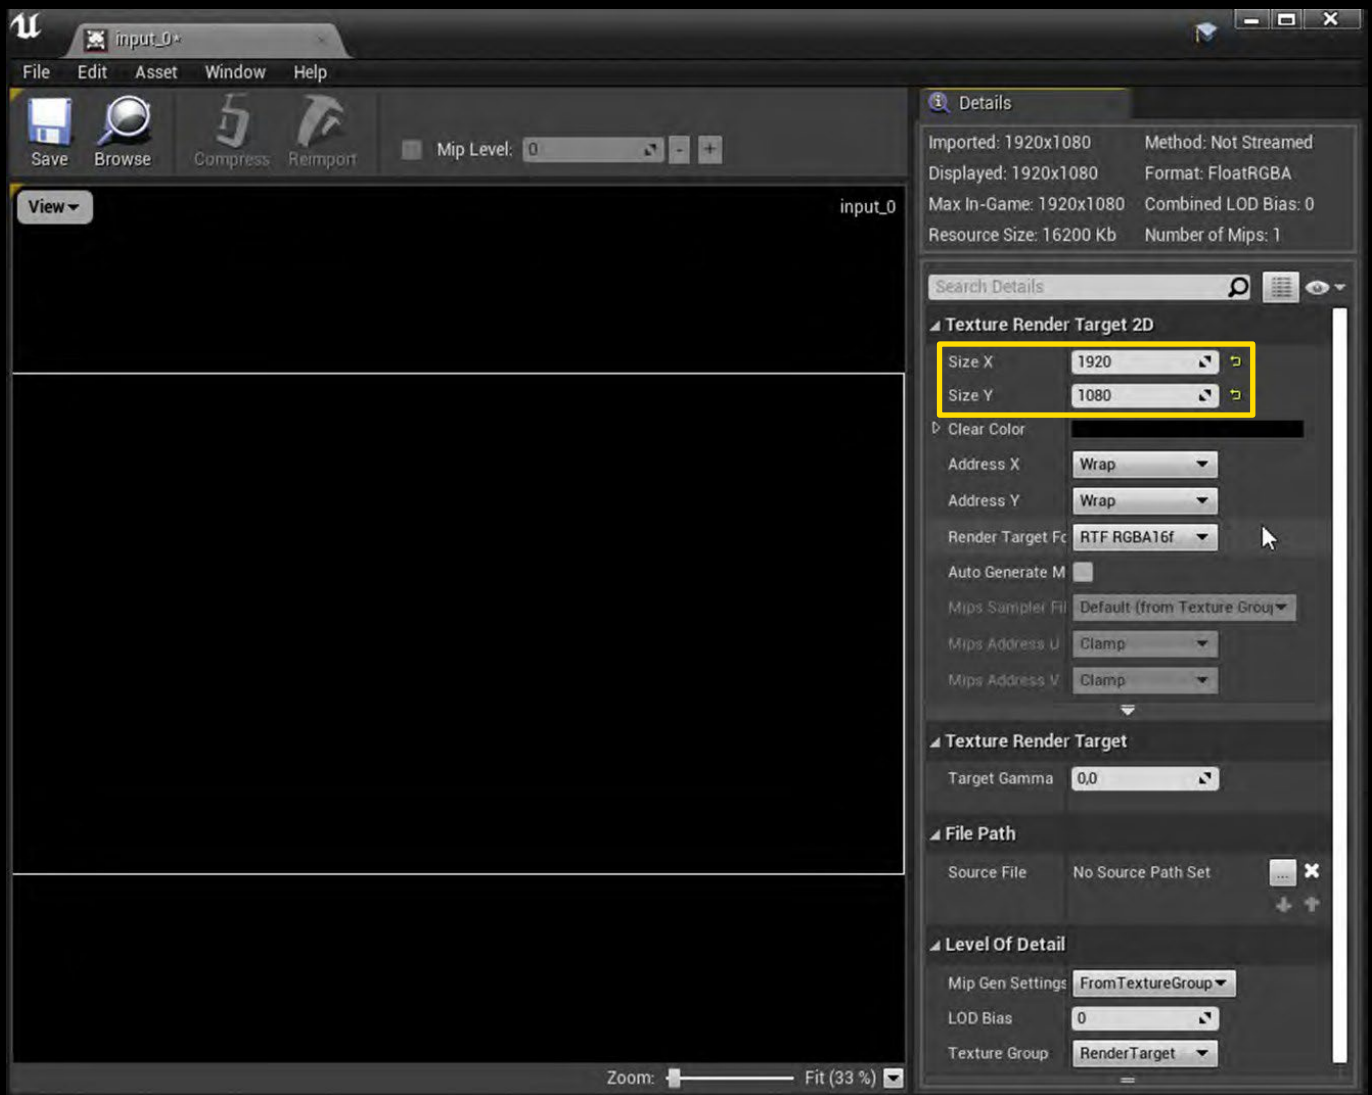 input_0*
File Edit Asset Window Help
Save Browse Compress Reimport Mip Level: 0 - +
View
input_0
Zoom: Fit (33 %)
Details
Imported: 1920x1080 Method: Not Streamed
Displayed: 1920x1080 Format: FloatRGBA
Max In-Game: 1920x1080 Combined LOD Bias: 0
Resource Size: 16200 Kb Number of Mips: 1
Search Details
Texture Render Target 2D
Size X 1920
Size Y 1080
Clear Color
Address X Wrap
Address Y Wrap
Render Target Fo RTF RGBA16f
Auto Generate M
Mips Sampler Fil Default (from Texture Group
Mips Address U Clamp
Mips Address V Clamp
Texture Render Target
Target Gamma 0,0
File Path
Source File No Source Path Set ...
Level Of Detail
Mip Gen Settings FromTextureGroup
LOD Bias 0
Texture Group RenderTarget